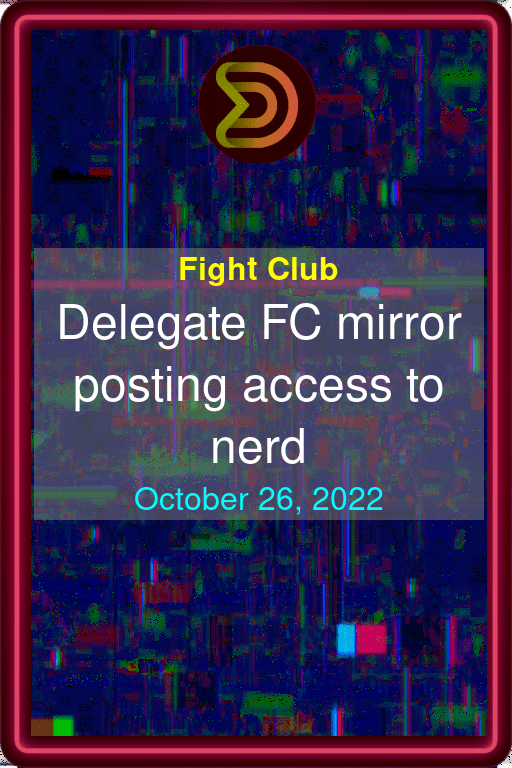 Fight Club
Delegate FC mirror
posting access to
nerd
October 26, 2022